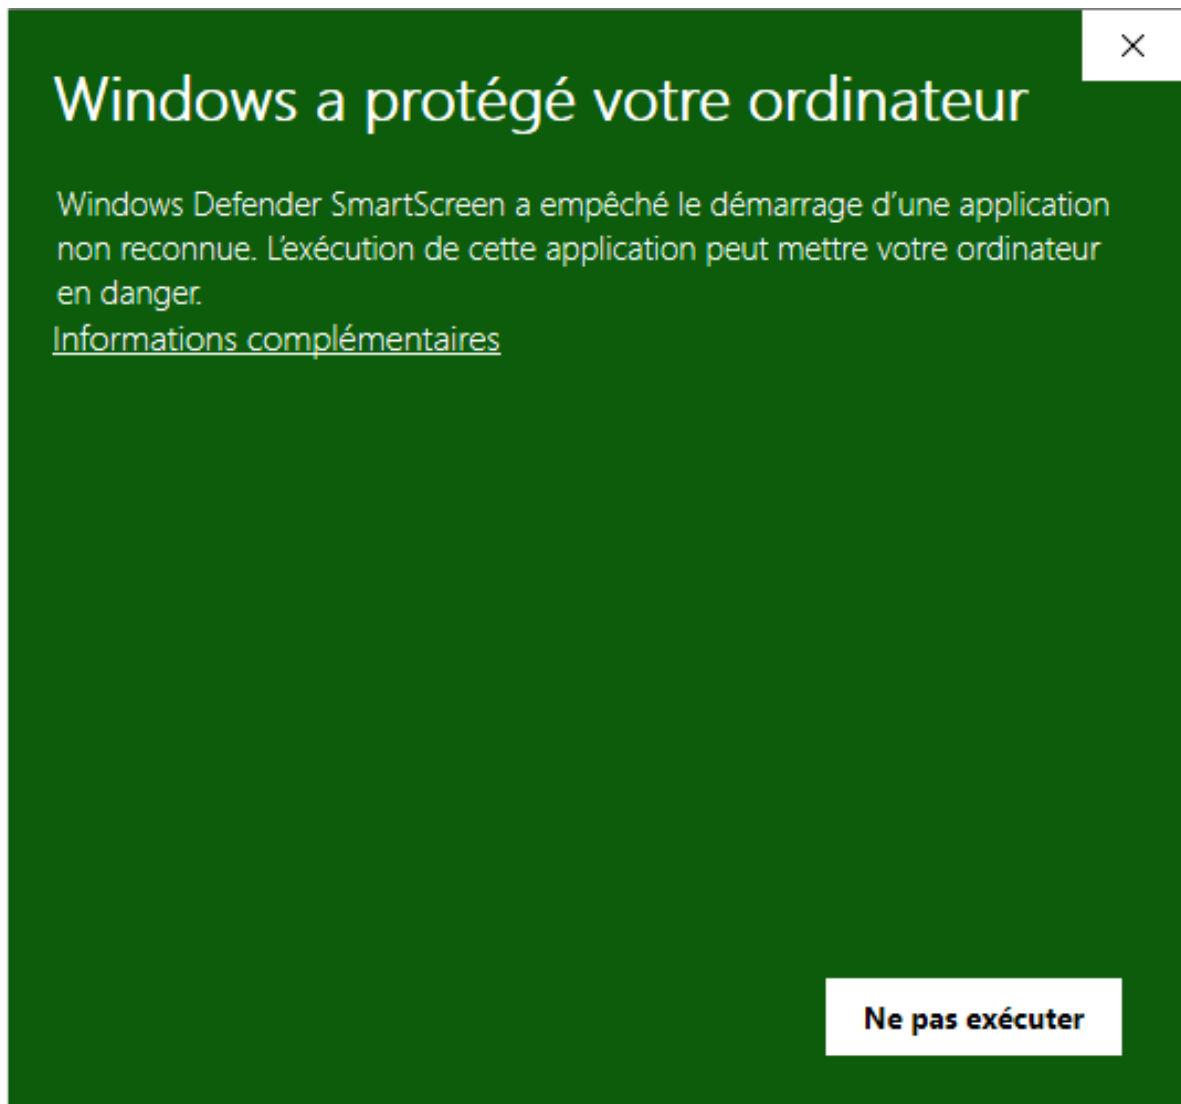 Windows a protégé votre ordinateur
Windows Defender SmartScreen a empêché le démarrage d’une application
non reconnue. L’exécution de cette application peut mettre votre ordinateur
en danger.
Informations complémentaires
Ne pas exécuter